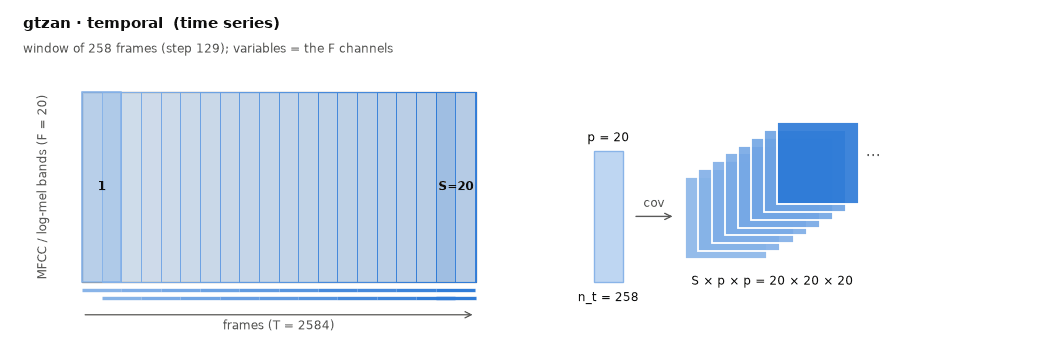 gtzan · temporal  (time series)
window of 258 frames (step 129); variables = the F channels
MFCC / log-mel bands (F = 20)
1
S=20
frames (T = 2584)
p = 20
n_t = 258
cov
...
S × p × p = 20 × 20 × 20